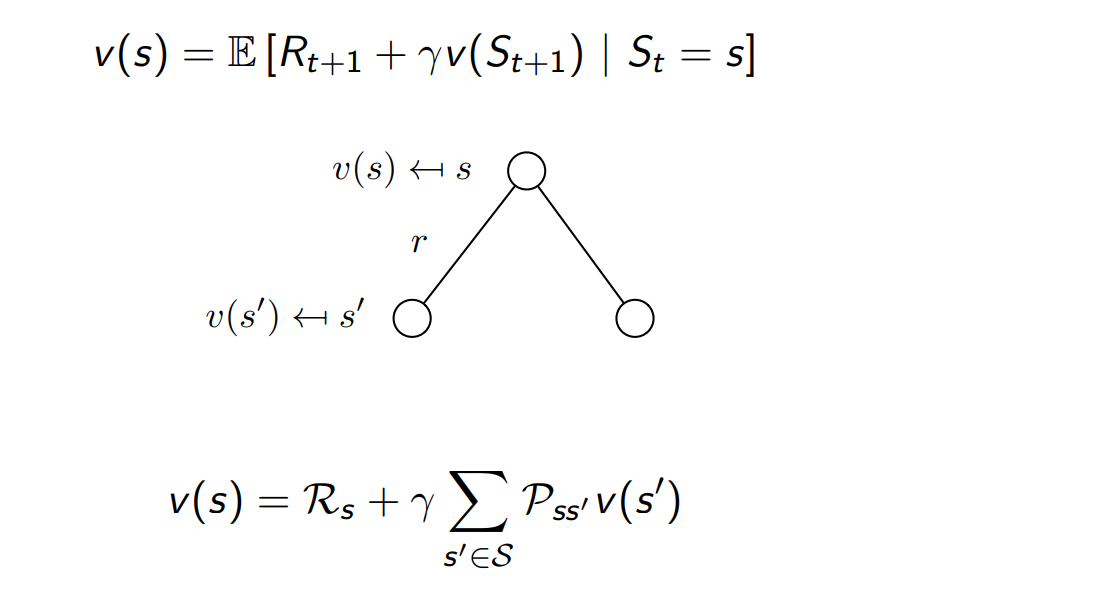 v(s) = 𝔼 [R_{t+1} + γv(S_{t+1}) | S_t = s]
v(s) ↤ s
r
v(s′) ↤ s′
v(s) = ℛ_s + γ ∑_{s′∈𝒮} 𝒫_{ss′} v(s′)